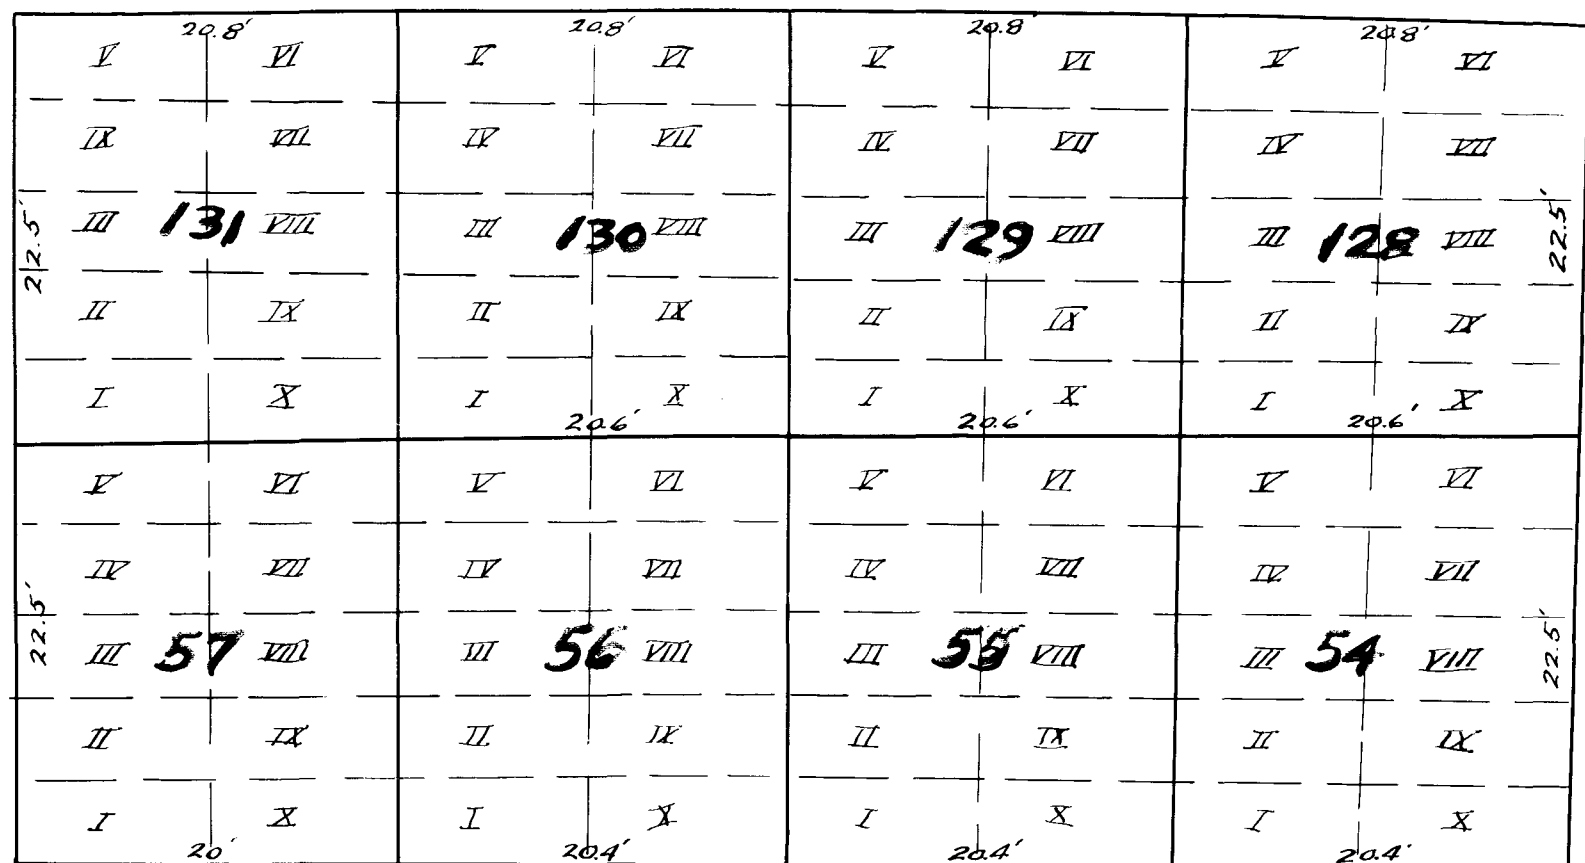 20.8' 20.8' 20.8' 20.8'
V VI V VI V VI V VI
IX VII IV VII IV VII IV VII
22.5' III 131 VIII III 130 VIII III 129 VIII III 128 VIII 22.5'
II IX II IX II IX II IX
I X I X I X I X
20.6' 20.6' 20.6'
V VI V VI V VI V VI
IV VII IV VII IV VII IV VII
22.5' III 57 VIII III 56 VIII III 55 VIII III 54 VIII 22.5'
II IX II IX II IX II IX
I X I X I X I X
20' 20.4' 20.4' 20.4'